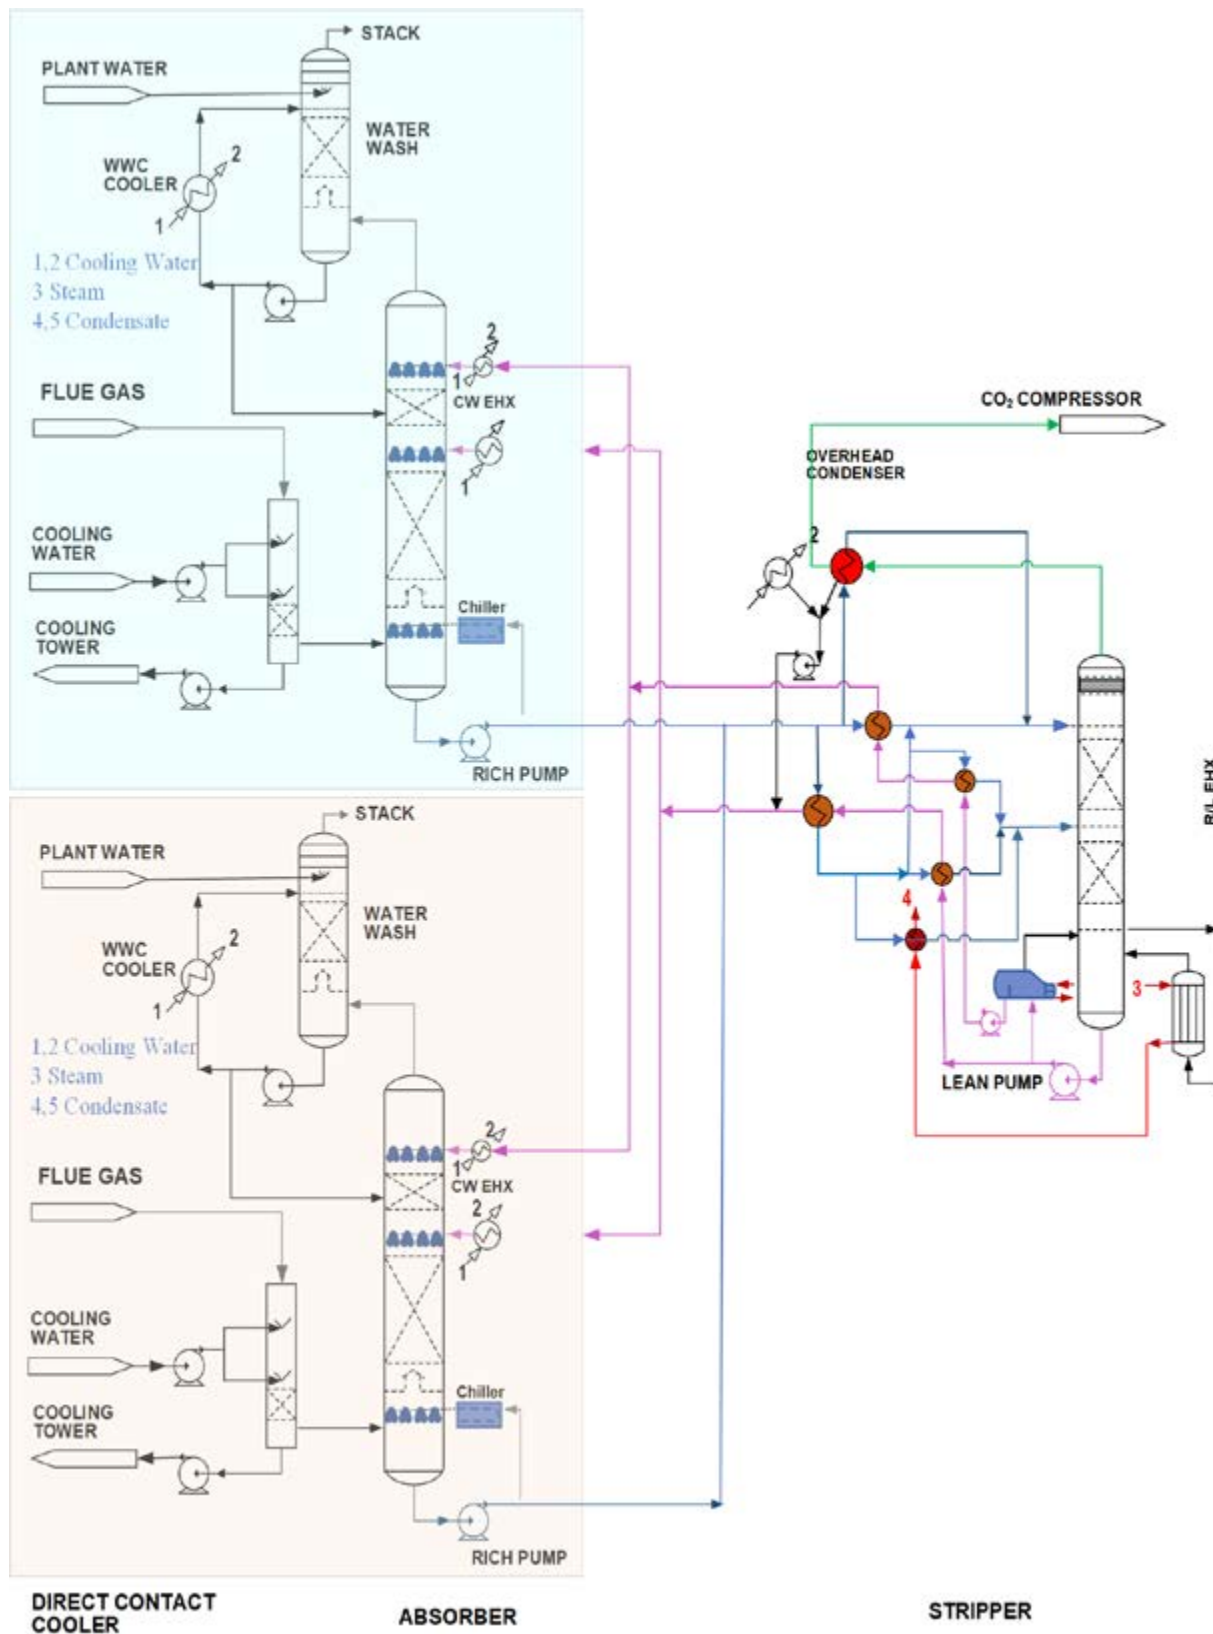 STACK
PLANT WATER
WATER
WASH
WWC
COOLER
2
1
1,2 Cooling Water
3 Steam
4,5 Condensate
2
1
CW EHX
FLUE GAS
1
COOLING
WATER
Chiller
COOLING
TOWER
RICH PUMP
CO₂ COMPRESSOR
OVERHEAD
CONDENSER
2
R/L EHX
4
3
LEAN PUMP
STACK
PLANT WATER
WATER
WASH
WWC
COOLER
2
1
1,2 Cooling Water
3 Steam
4,5 Condensate
2
1
CW EHX
FLUE GAS
2
1
COOLING
WATER
Chiller
COOLING
TOWER
RICH PUMP
DIRECT CONTACT
COOLER
ABSORBER
STRIPPER